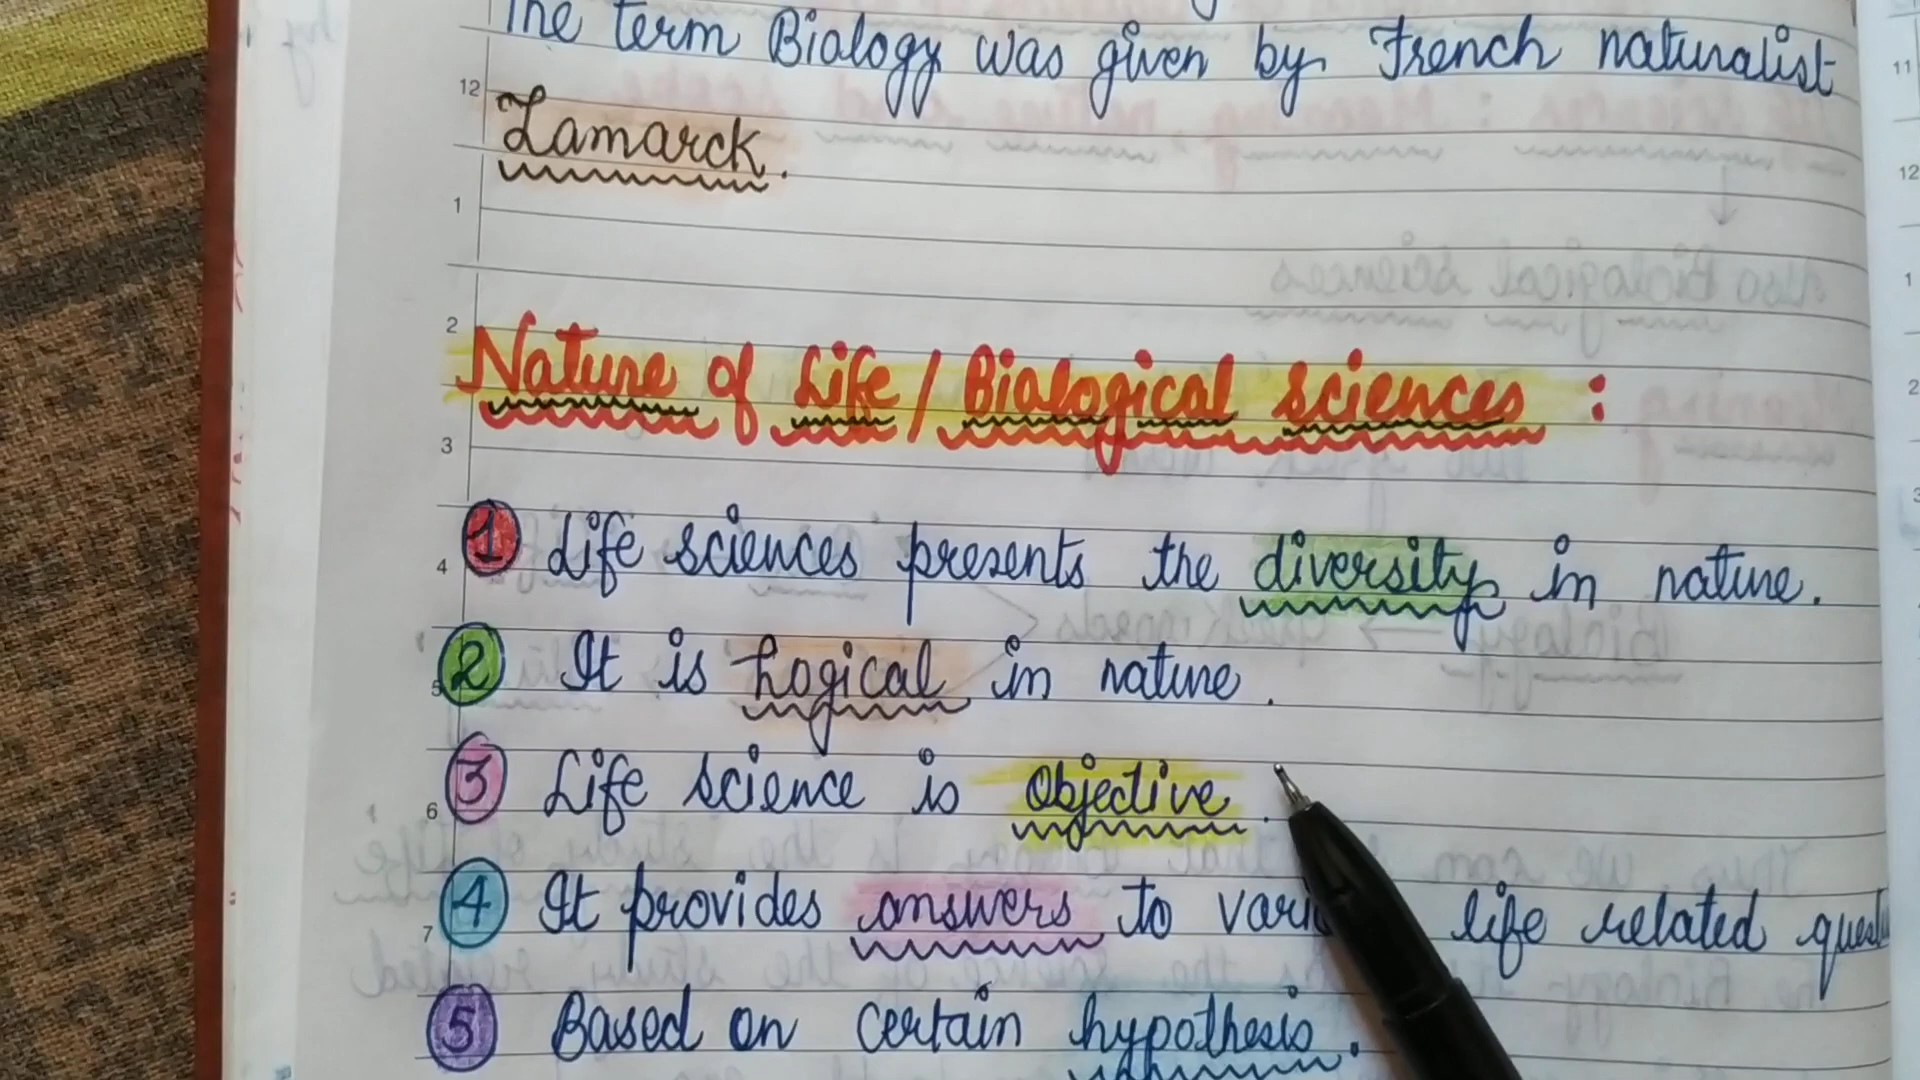 The term Biology was given by French naturalist
Lamarck.
Nature of Life / Biological sciences :
1 Life sciences presents the diversity in nature.
2 It is Logical in nature.
3 Life science is Objective.
4 It provides answers to life related
5 Based on certain hypothesis.